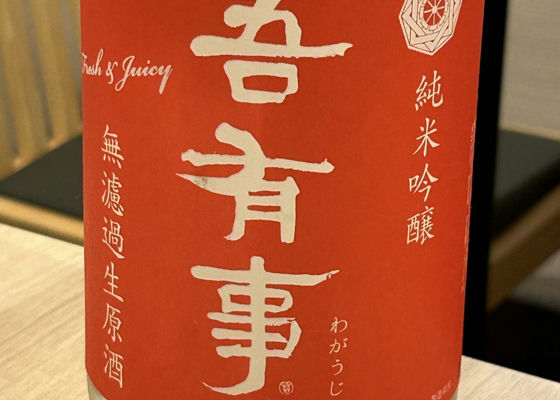 純米吟醸
吾有事
わがうじ
Fresh & Juicy
無濾過生原酒